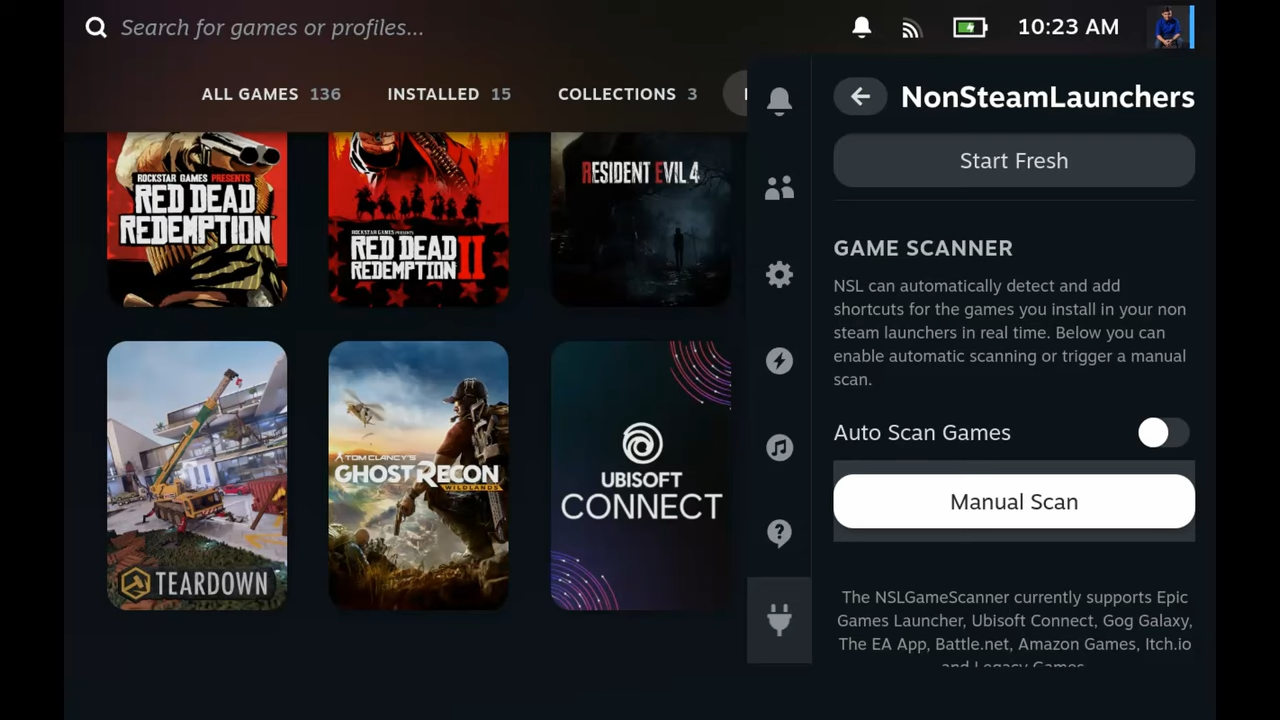 Search for games or profiles...
10:23 AM
ALL GAMES 136
INSTALLED 15
COLLECTIONS 3
NonSteamLaunchers
Start Fresh
ROCKSTAR GAMES PRESENTS
RED DEAD
REDEMPTION
RED DEAD
REDEMPTION II
RESIDENT EVIL 4
GAME SCANNER
NSL can automatically detect and add
shortcuts for the games you install in your non
steam launchers in real time. Below you can
enable automatic scanning or trigger a manual
scan.
Auto Scan Games
Manual Scan
TEARDOWN
TOM CLANCY'S
GHOST RECON
WILDLANDS
UBISOFT
CONNECT
The NSLGameScanner currently supports Epic
Games Launcher, Ubisoft Connect, Gog Galaxy,
The EA App, Battle.net, Amazon Games, Itch.io
and Legacy Games